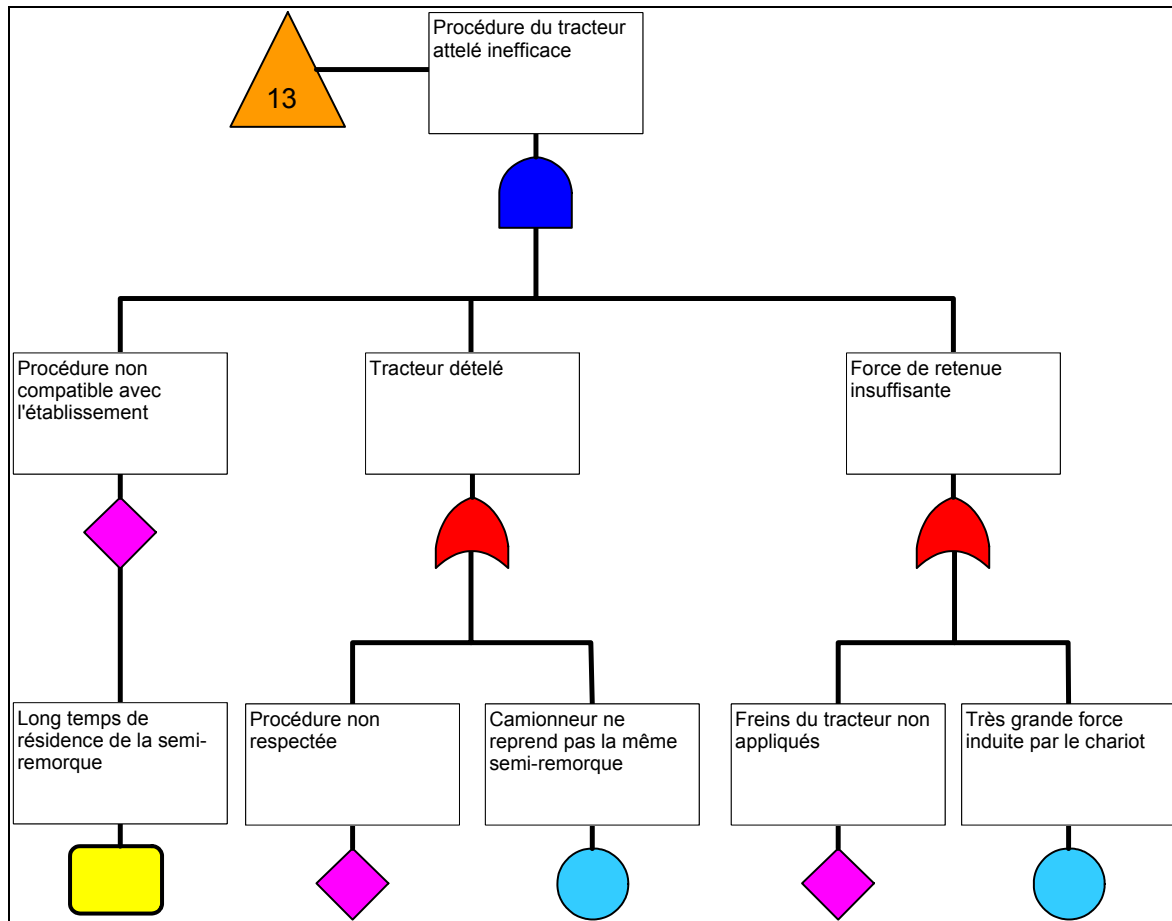 Procédure du tracteur
attelé inefficace
13
Procédure non
compatible avec
l'établissement
Tracteur dételé
Force de retenue
insuffisante
Long temps de
résidence de la semi-
remorque
Procédure non
respectée
Camionneur ne
reprend pas la même
semi-remorque
Freins du tracteur non
appliqués
Très grande force
induite par le chariot